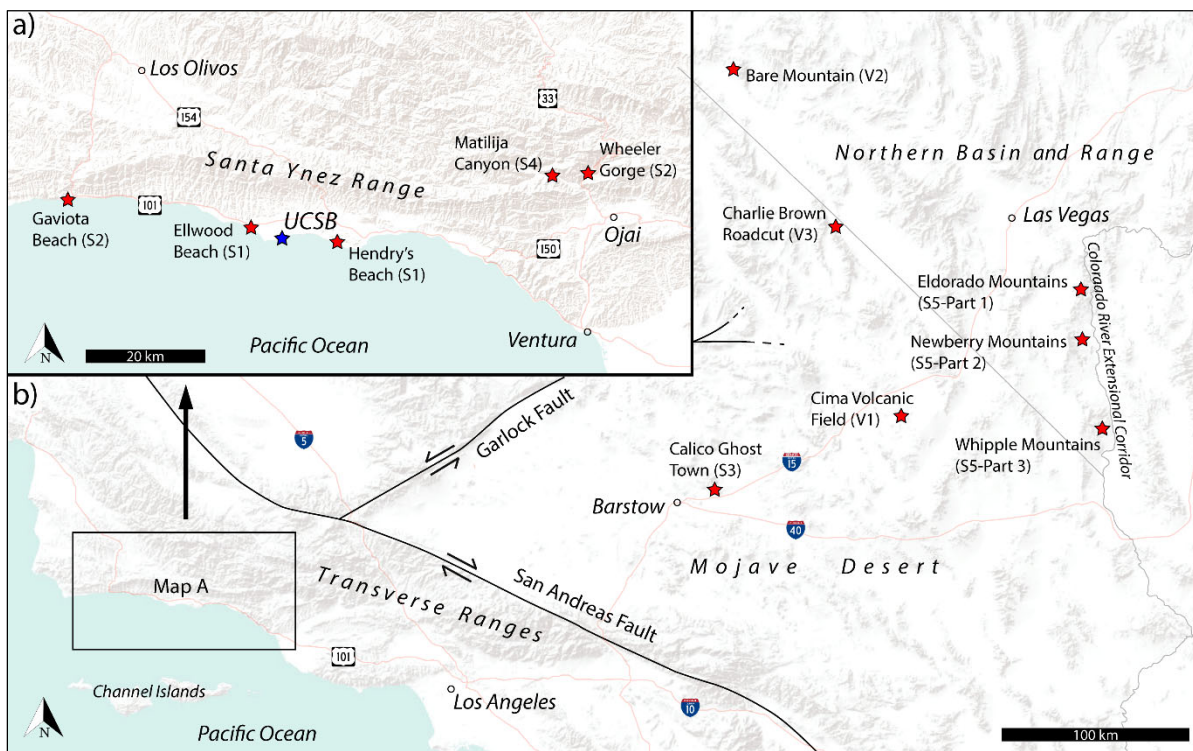 a)
Los Olivos
33
154
Matilija
Canyon (S4)
Wheeler
Gorge (S2)
Santa Ynez Range
101
Gaviota
Beach (S2)
Ellwood
Beach (S1)
UCSB
Hendry's
Beach (S1)
Ojai
150
N
20 km
Pacific Ocean
Ventura
Bare Mountain (V2)
Northern Basin and Range
Charlie Brown
Roadcut (V3)
Las Vegas
Eldorado Mountains
(S5-Part 1)
Newberry Mountains
(S5-Part 2)
Coloraado River Extensional Corridor
Cima Volcanic
Field (V1)
Whipple Mountains
(S5-Part 3)
b)
5
Garlock Fault
Calico Ghost
Town (S3)
15
Barstow
40
Mojave Desert
Map A
Transverse Ranges
San Andreas Fault
101
Channel Islands
Los Angeles
10
N
Pacific Ocean
100 km